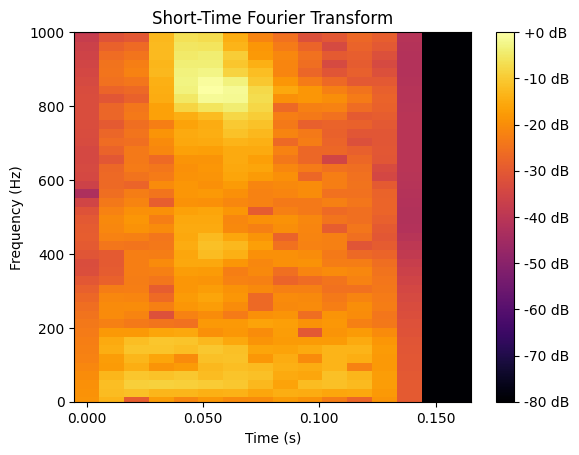 Short-Time Fourier Transform
1000
800
600
400
200
0
Frequency (Hz)
0.000
0.050
0.100
0.150
Time (s)
+0 dB
-10 dB
-20 dB
-30 dB
-40 dB
-50 dB
-60 dB
-70 dB
-80 dB